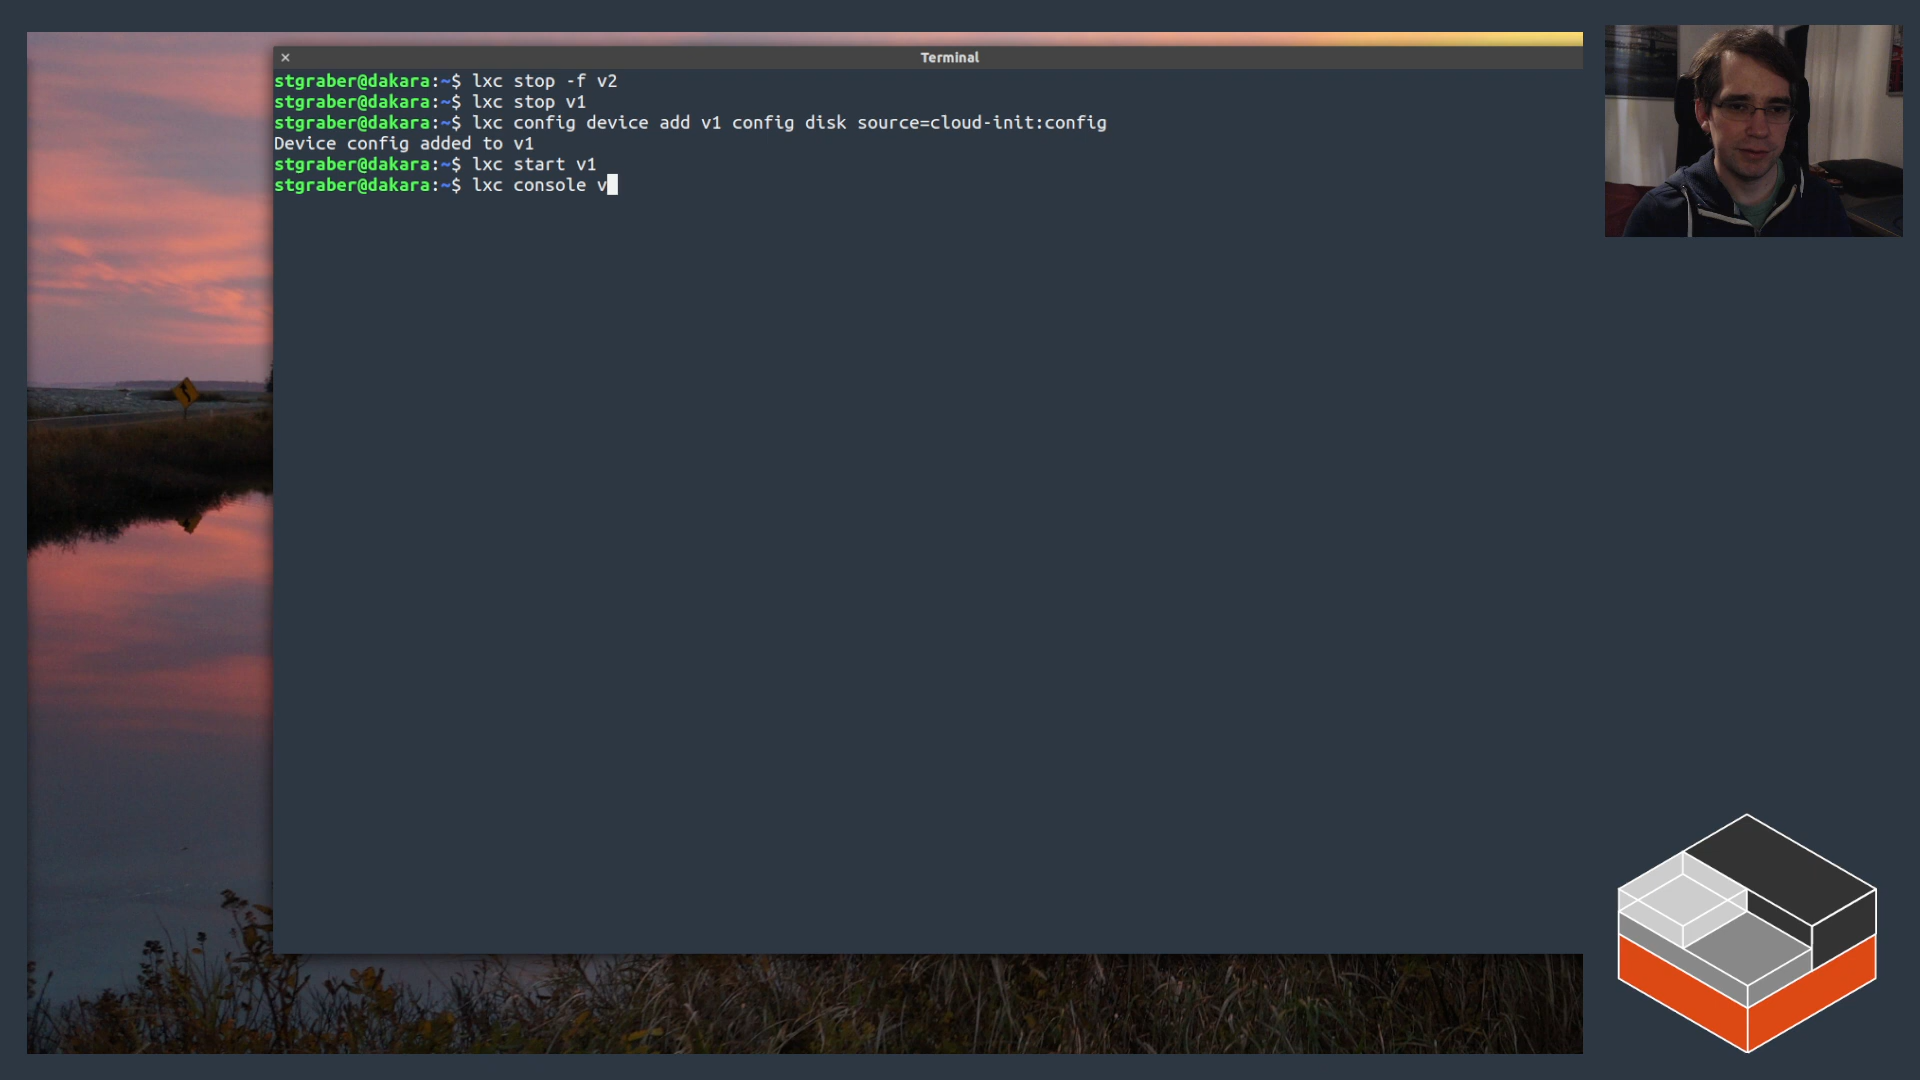 × Terminal
stgraber@dakara:~$ lxc stop -f v2
stgraber@dakara:~$ lxc stop v1
stgraber@dakara:~$ lxc config device add v1 config disk source=cloud-init:config
Device config added to v1
stgraber@dakara:~$ lxc start v1
stgraber@dakara:~$ lxc console v